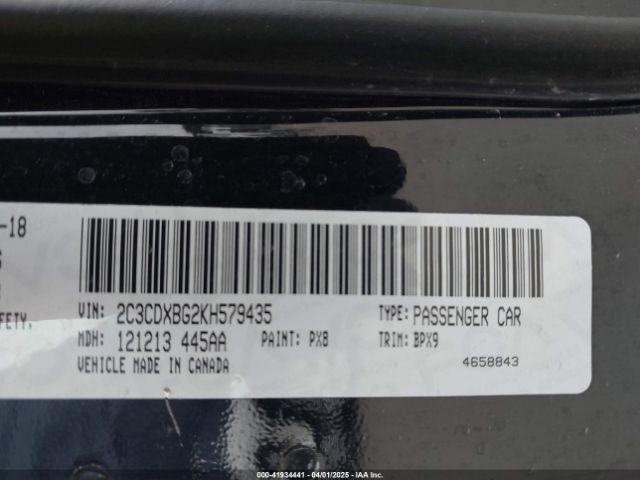 -18
VIN: 2C3CDXBG2KH579435 TYPE: PASSENGER CAR
FETY,
MDH: 121213 445AA PAINT: PX8 TRIM: BPX9
VEHICLE MADE IN CANADA 4658843
000-41934441 - 04/01/2025 - IAA Inc.